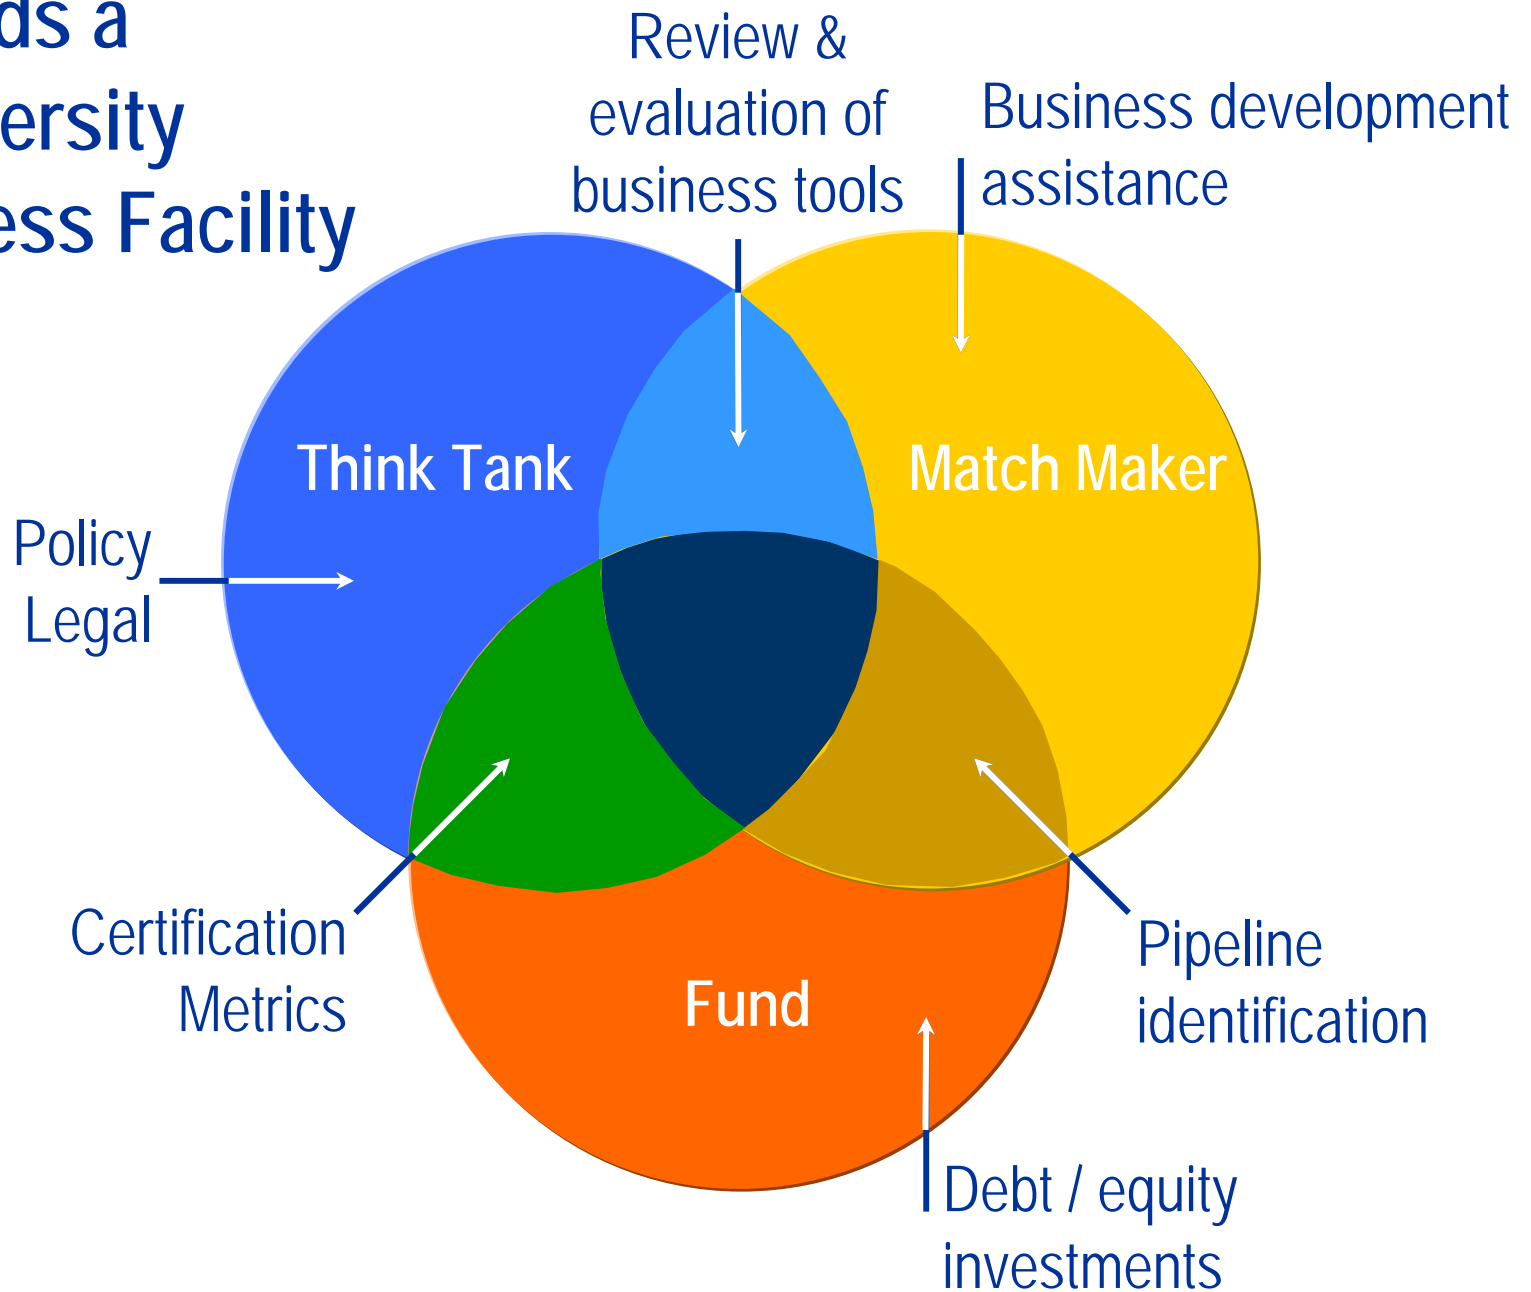 ds a
ersity
ess Facility
Review &
evaluation of
business tools
Business development
assistance
Think Tank
Match Maker
Policy
Legal
Certification
Metrics
Fund
Pipeline
identification
Debt / equity
investments